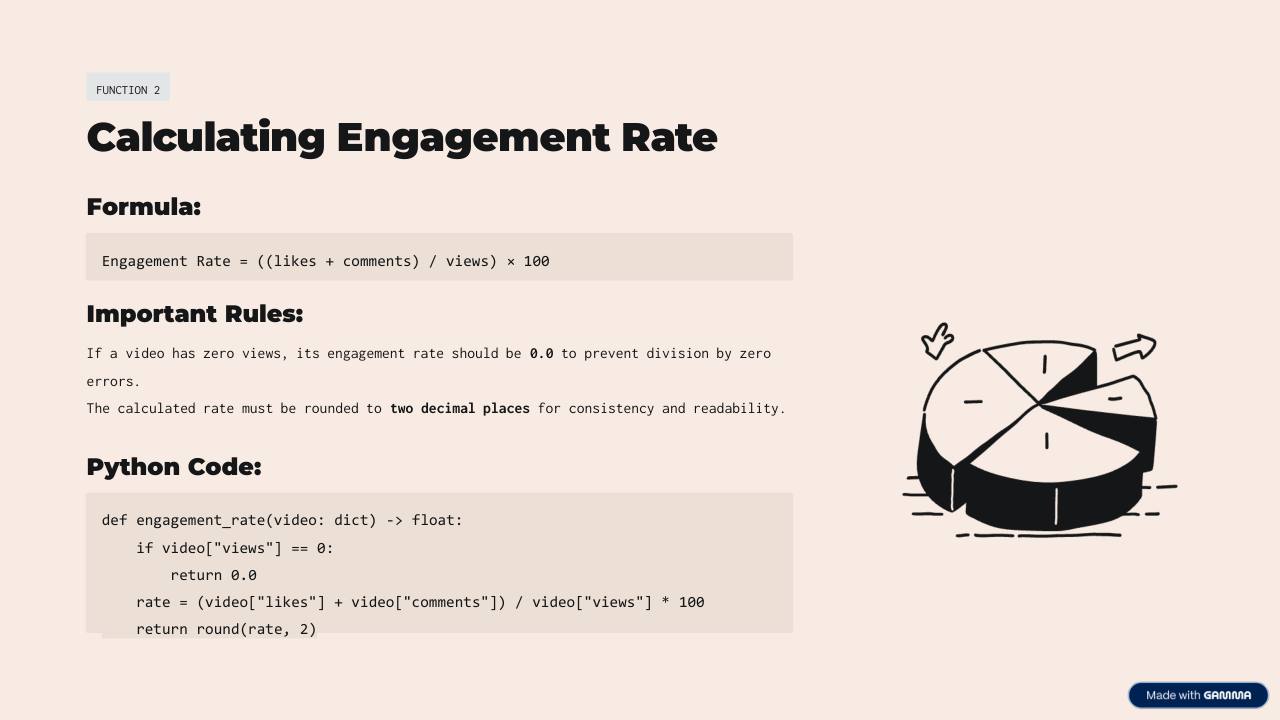 FUNCTION 2
Calculating Engagement Rate
Formula:
Engagement Rate = ((likes + comments) / views) × 100
Important Rules:
If a video has zero views, its engagement rate should be 0.0 to prevent division by zero
errors.
The calculated rate must be rounded to two decimal places for consistency and readability.
Python Code:
def engagement_rate(video: dict) -> float:
    if video["views"] == 0:
        return 0.0
    rate = (video["likes"] + video["comments"]) / video["views"] * 100
    return round(rate, 2)
Made with GAMMA